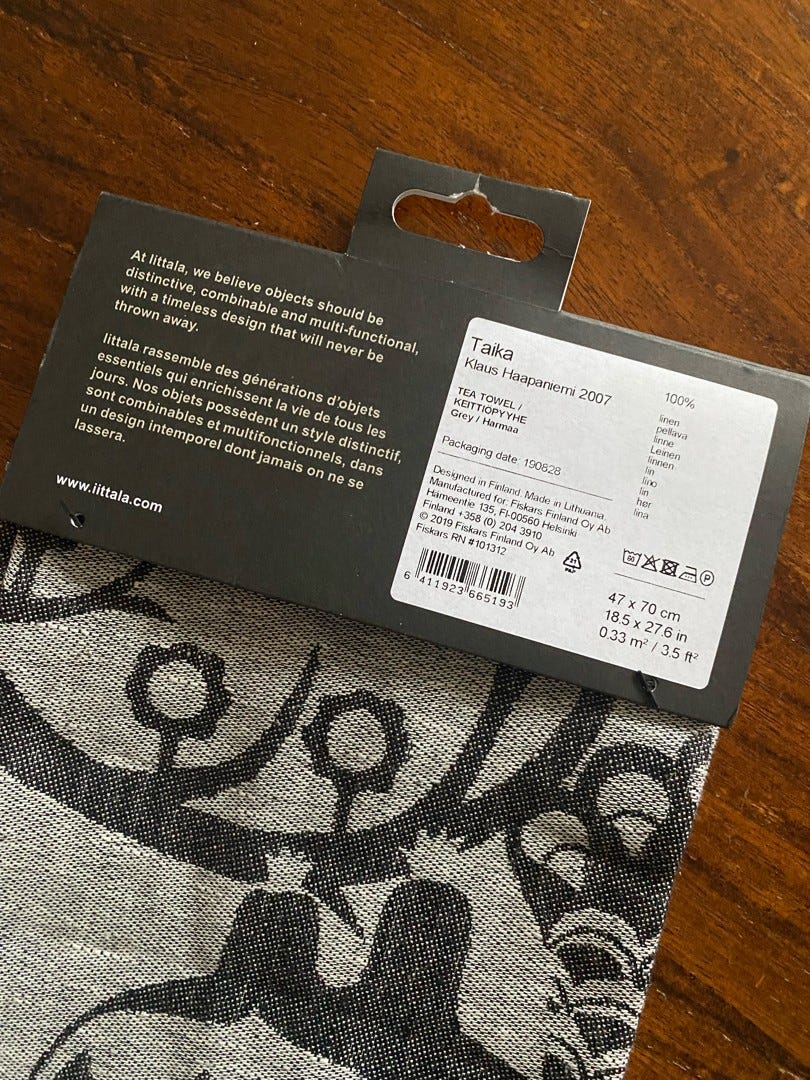 At Iittala, we believe objects should be
distinctive, combinable and multi-functional,
with a timeless design that will never be
thrown away.
Iittala rassemble des générations d'objets
essentiels qui enrichissent la vie de tous les
jours. Nos objets possèdent un style distinctif,
sont combinables et multifonctionnels, dans
un design intemporel dont jamais on ne se
lassera.
www.iittala.com
Taika
Klaus Haapaniemi 2007
TEA TOWEL /
KEITTIOPYYHE
Grey / Harmaa
Packaging date: 190828
Designed in Finland. Made in Lithuania.
Manufactured for: Fiskars Finland Oy Ab
Hämeentie 135, FI-00560 Helsinki
Finland +358 (0) 204 3910
© 2019 Fiskars Finland Oy Ab
Fiskars RN #101312
6 411923 665193
100%
linen
pellava
linne
Leinen
linnen
lin
lino
lin
hør
lina
P
47 x 70 cm
18.5 x 27.6 in
0.33 m² / 3.5 ft²